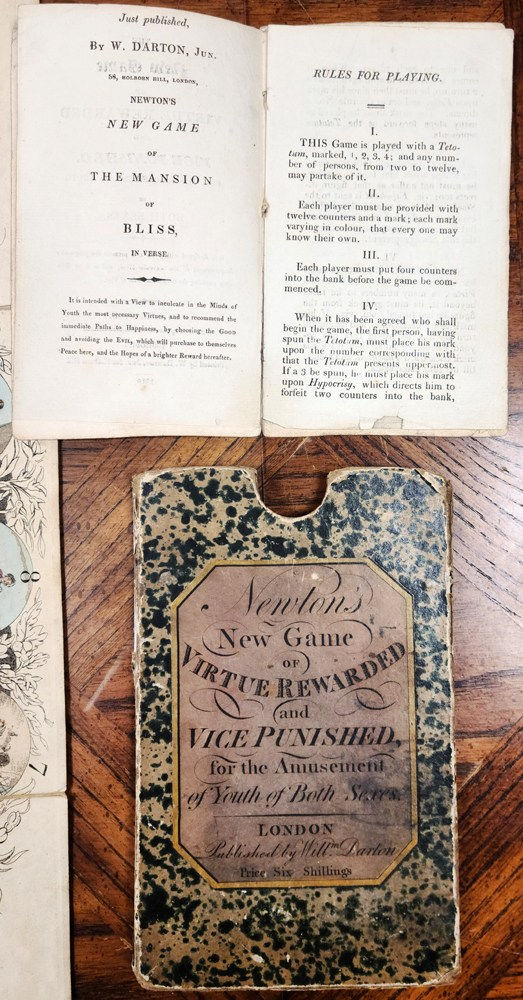 Just published,
By W. DARTON, Jun.
58, HOLBORN HILL, LONDON,
NEWTON'S
NEW GAME
OF
THE MANSION
OF
BLISS,
IN VERSE.
It is intended with a View to inculcate in the Minds of
Youth the most necessary Virtues, and to recommend the
immediate Paths to Happiness, by choosing the GOOD
and avoiding the EVIL, which will purchase to themselves
Peace here, and the Hopes of a brighter Reward hereafter.
RULES FOR PLAYING.
I.
THIS Game is played with a Teto-
tum, marked, 1, 2, 3, 4; and any num-
ber of persons, from two to twelve,
may partake of it.
II.
Each player must be provided with
twelve counters and a mark; each mark
varying in colour, that every one may
know their own.
III.
Each player must put four counters
into the bank before the game be com-
menced.
IV.
When it has been agreed who shall
begin the game, the first person, having
spun the Tetotum, must place his mark
upon the number corresponding with
that the Tetotum presents uppermost.
If a 3 be spun, he must place his mark
upon Hypocrisy, which directs him to
forfeit two counters into the bank,
8
7
Newton's
New Game
OF
VIRTUE REWARDED
and
VICE PUNISHED,
for the Amusement
of Youth of Both Sexes.
LONDON
Published by Willm Darton
Price Six Shillings